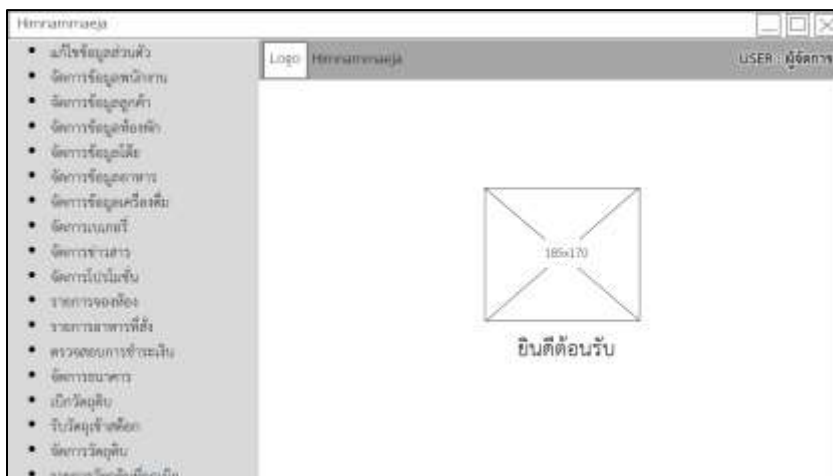 Himnammaeja
แก้ไขข้อมูลส่วนตัว
จัดการข้อมูลพนักงาน
จัดการข้อมูลลูกค้า
จัดการข้อมูลห้องพัก
จัดการข้อมูลโต๊ะ
จัดการข้อมูลอาหาร
จัดการข้อมูลเครื่องดื่ม
จัดการเบเกอรี่
จัดการข่าวสาร
จัดการโปรโมชั่น
รายการจองห้อง
รายการอาหารที่สั่ง
ตรวจสอบการชำระเงิน
จัดการธนาคาร
เบิกวัตถุดิบ
รับวัตถุเข้าสต็อก
จัดการวัตถุดิบ
Logo Himnammaeja
USER : ผู้จัดการ
185x170
ยินดีต้อนรับ